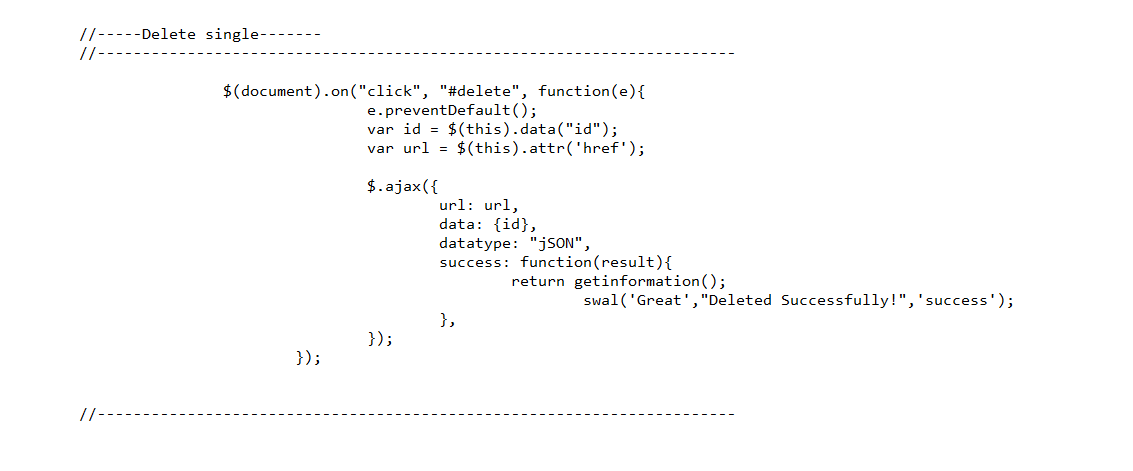 //-----Delete single-------
//-----------------------------------------------------------------------
$(document).on("click", "#delete", function(e){
e.preventDefault();
var id = $(this).data("id");
var url = $(this).attr('href');
$.ajax({
url: url,
data: {id},
datatype: "jSON",
success: function(result){
return getinformation();
swal('Great',"Deleted Successfully!",'success');
},
});
});
//-----------------------------------------------------------------------